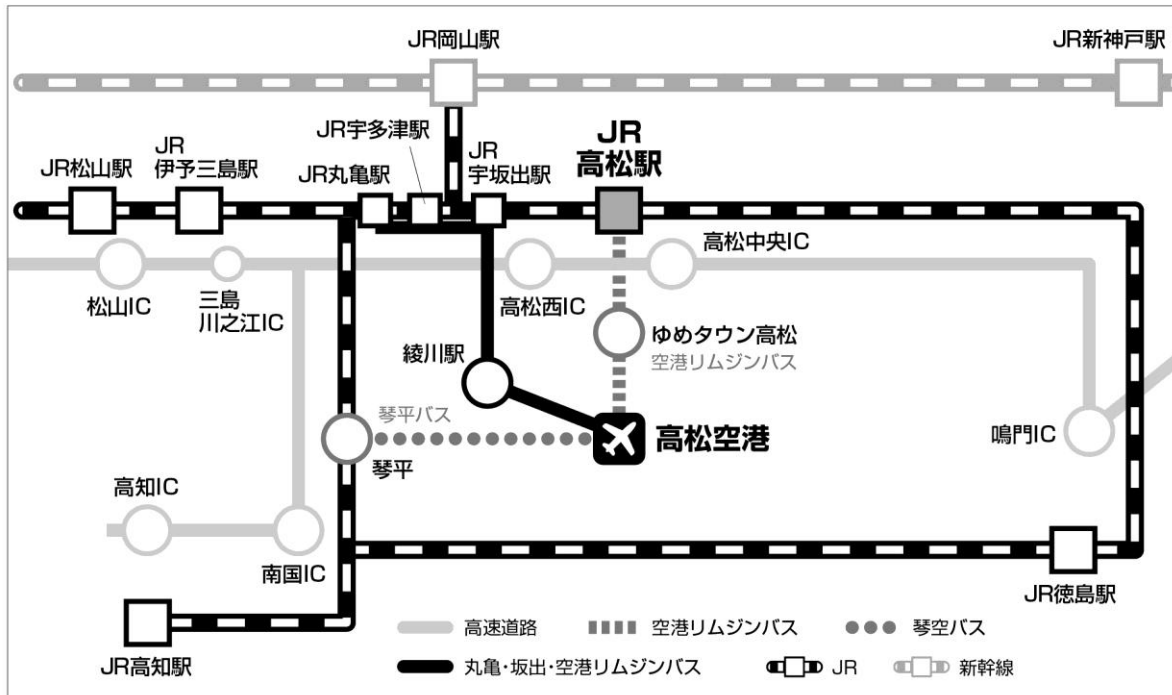 JR岡山駅
JR新神戸駅
JR宇多津駅
JR
高松駅
JR松山駅
JR
伊予三島駅
JR丸亀駅
JR
宇坂出駅
高松中央IC
松山IC
三島
川之江IC
高松西IC
ゆめタウン高松
空港リムジンバス
綾川駅
琴平バス
高松空港
鳴門IC
琴平
高知IC
南国IC
JR徳島駅
JR高知駅
高速道路
空港リムジンバス
琴空バス
丸亀・坂出・空港リムジンバス
JR
新幹線